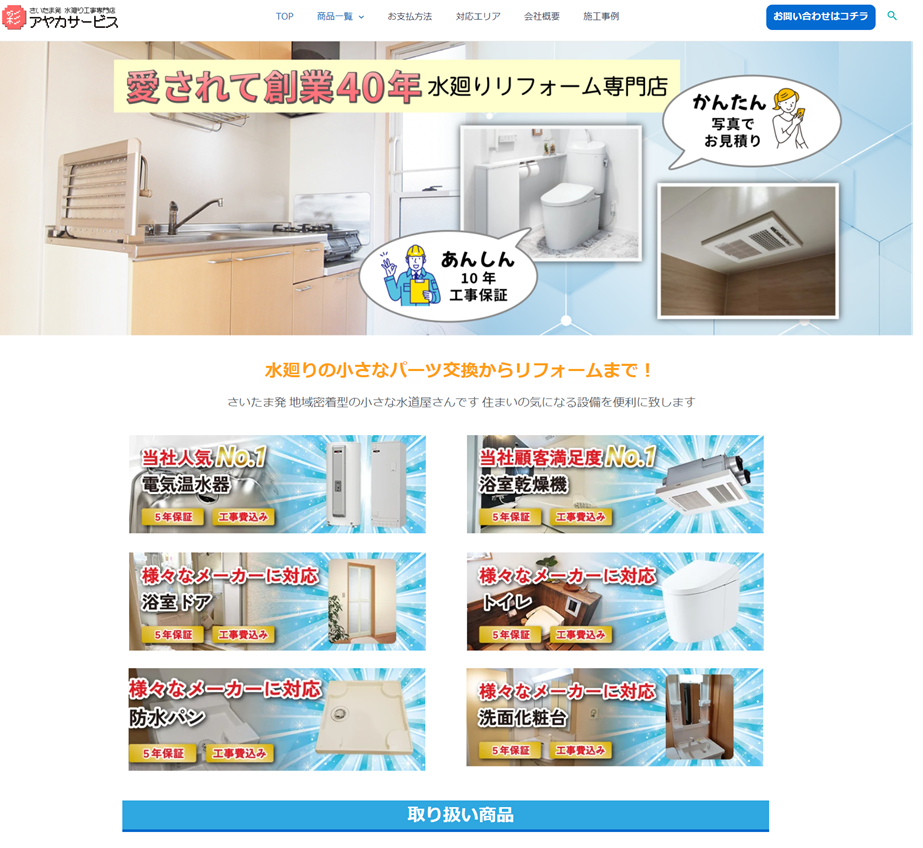 さいたま発 水廻り工事専門店
アヤカサービス
TOP 商品一覧 お支払方法 対応エリア 会社概要 施工事例
お問い合わせはコチラ
愛されて創業40年 水廻りリフォーム専門店
かんたん
写真で
お見積り
あんしん
10年
工事保証
水廻りの小さなパーツ交換からリフォームまで！
さいたま発 地域密着型の小さな水道屋さんです 住まいの気になる設備を便利に致します
当社人気No.1
電気温水器
5年保証 工事費込み
当社顧客満足度No.1
浴室乾燥機
5年保証 工事費込み
様々なメーカーに対応
浴室ドア
5年保証 工事費込み
様々なメーカーに対応
トイレ
5年保証 工事費込み
様々なメーカーに対応
防水パン
5年保証 工事費込み
様々なメーカーに対応
洗面化粧台
5年保証 工事費込み
取り扱い商品